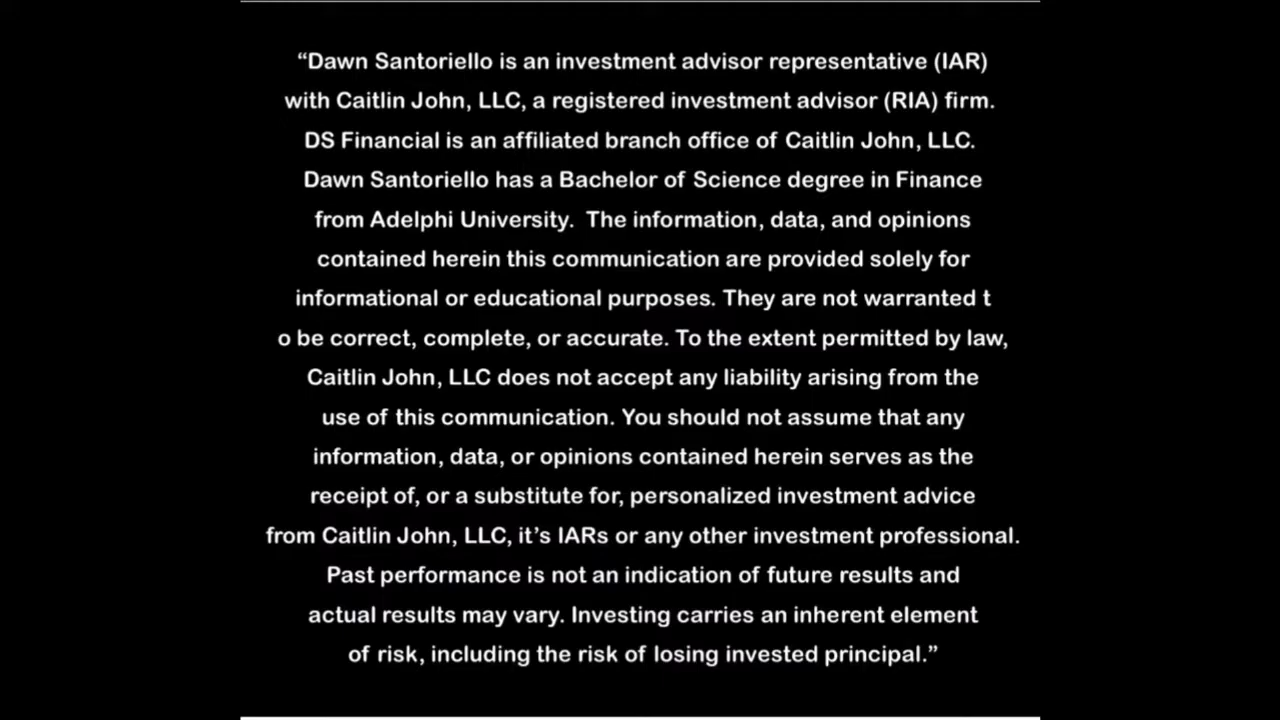 “Dawn Santoriello is an investment advisor representative (IAR)
with Caitlin John, LLC, a registered investment advisor (RIA) firm.
DS Financial is an affiliated branch office of Caitlin John, LLC.
Dawn Santoriello has a Bachelor of Science degree in Finance
from Adelphi University.  The information, data, and opinions
contained herein this communication are provided solely for
informational or educational purposes. They are not warranted t
o be correct, complete, or accurate. To the extent permitted by law,
Caitlin John, LLC does not accept any liability arising from the
use of this communication. You should not assume that any
information, data, or opinions contained herein serves as the
receipt of, or a substitute for, personalized investment advice
from Caitlin John, LLC, it’s IARs or any other investment professional.
Past performance is not an indication of future results and
actual results may vary. Investing carries an inherent element
of risk, including the risk of losing invested principal.”